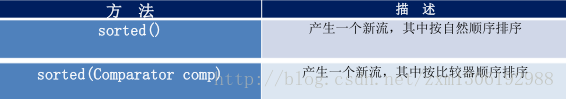 方 法
描 述
sorted()
产生一个新流，其中按自然顺序排序
sorted(Comparator comp)
产生一个新流，其中按比较器顺序排序